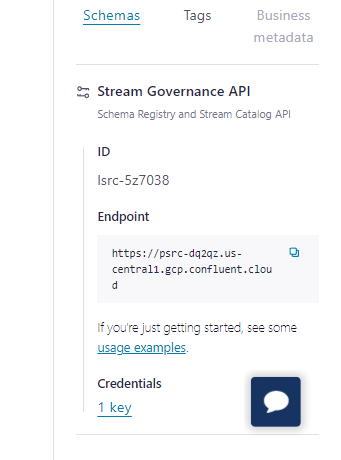 Schemas Tags Business
metadata
Stream Governance API
Schema Registry and Stream Catalog API
ID
lsrc-5z7038
Endpoint
https://psrc-dq2qz.us-
central1.gcp.confluent.clou
d
If you're just getting started, see some
usage examples.
Credentials
1 key